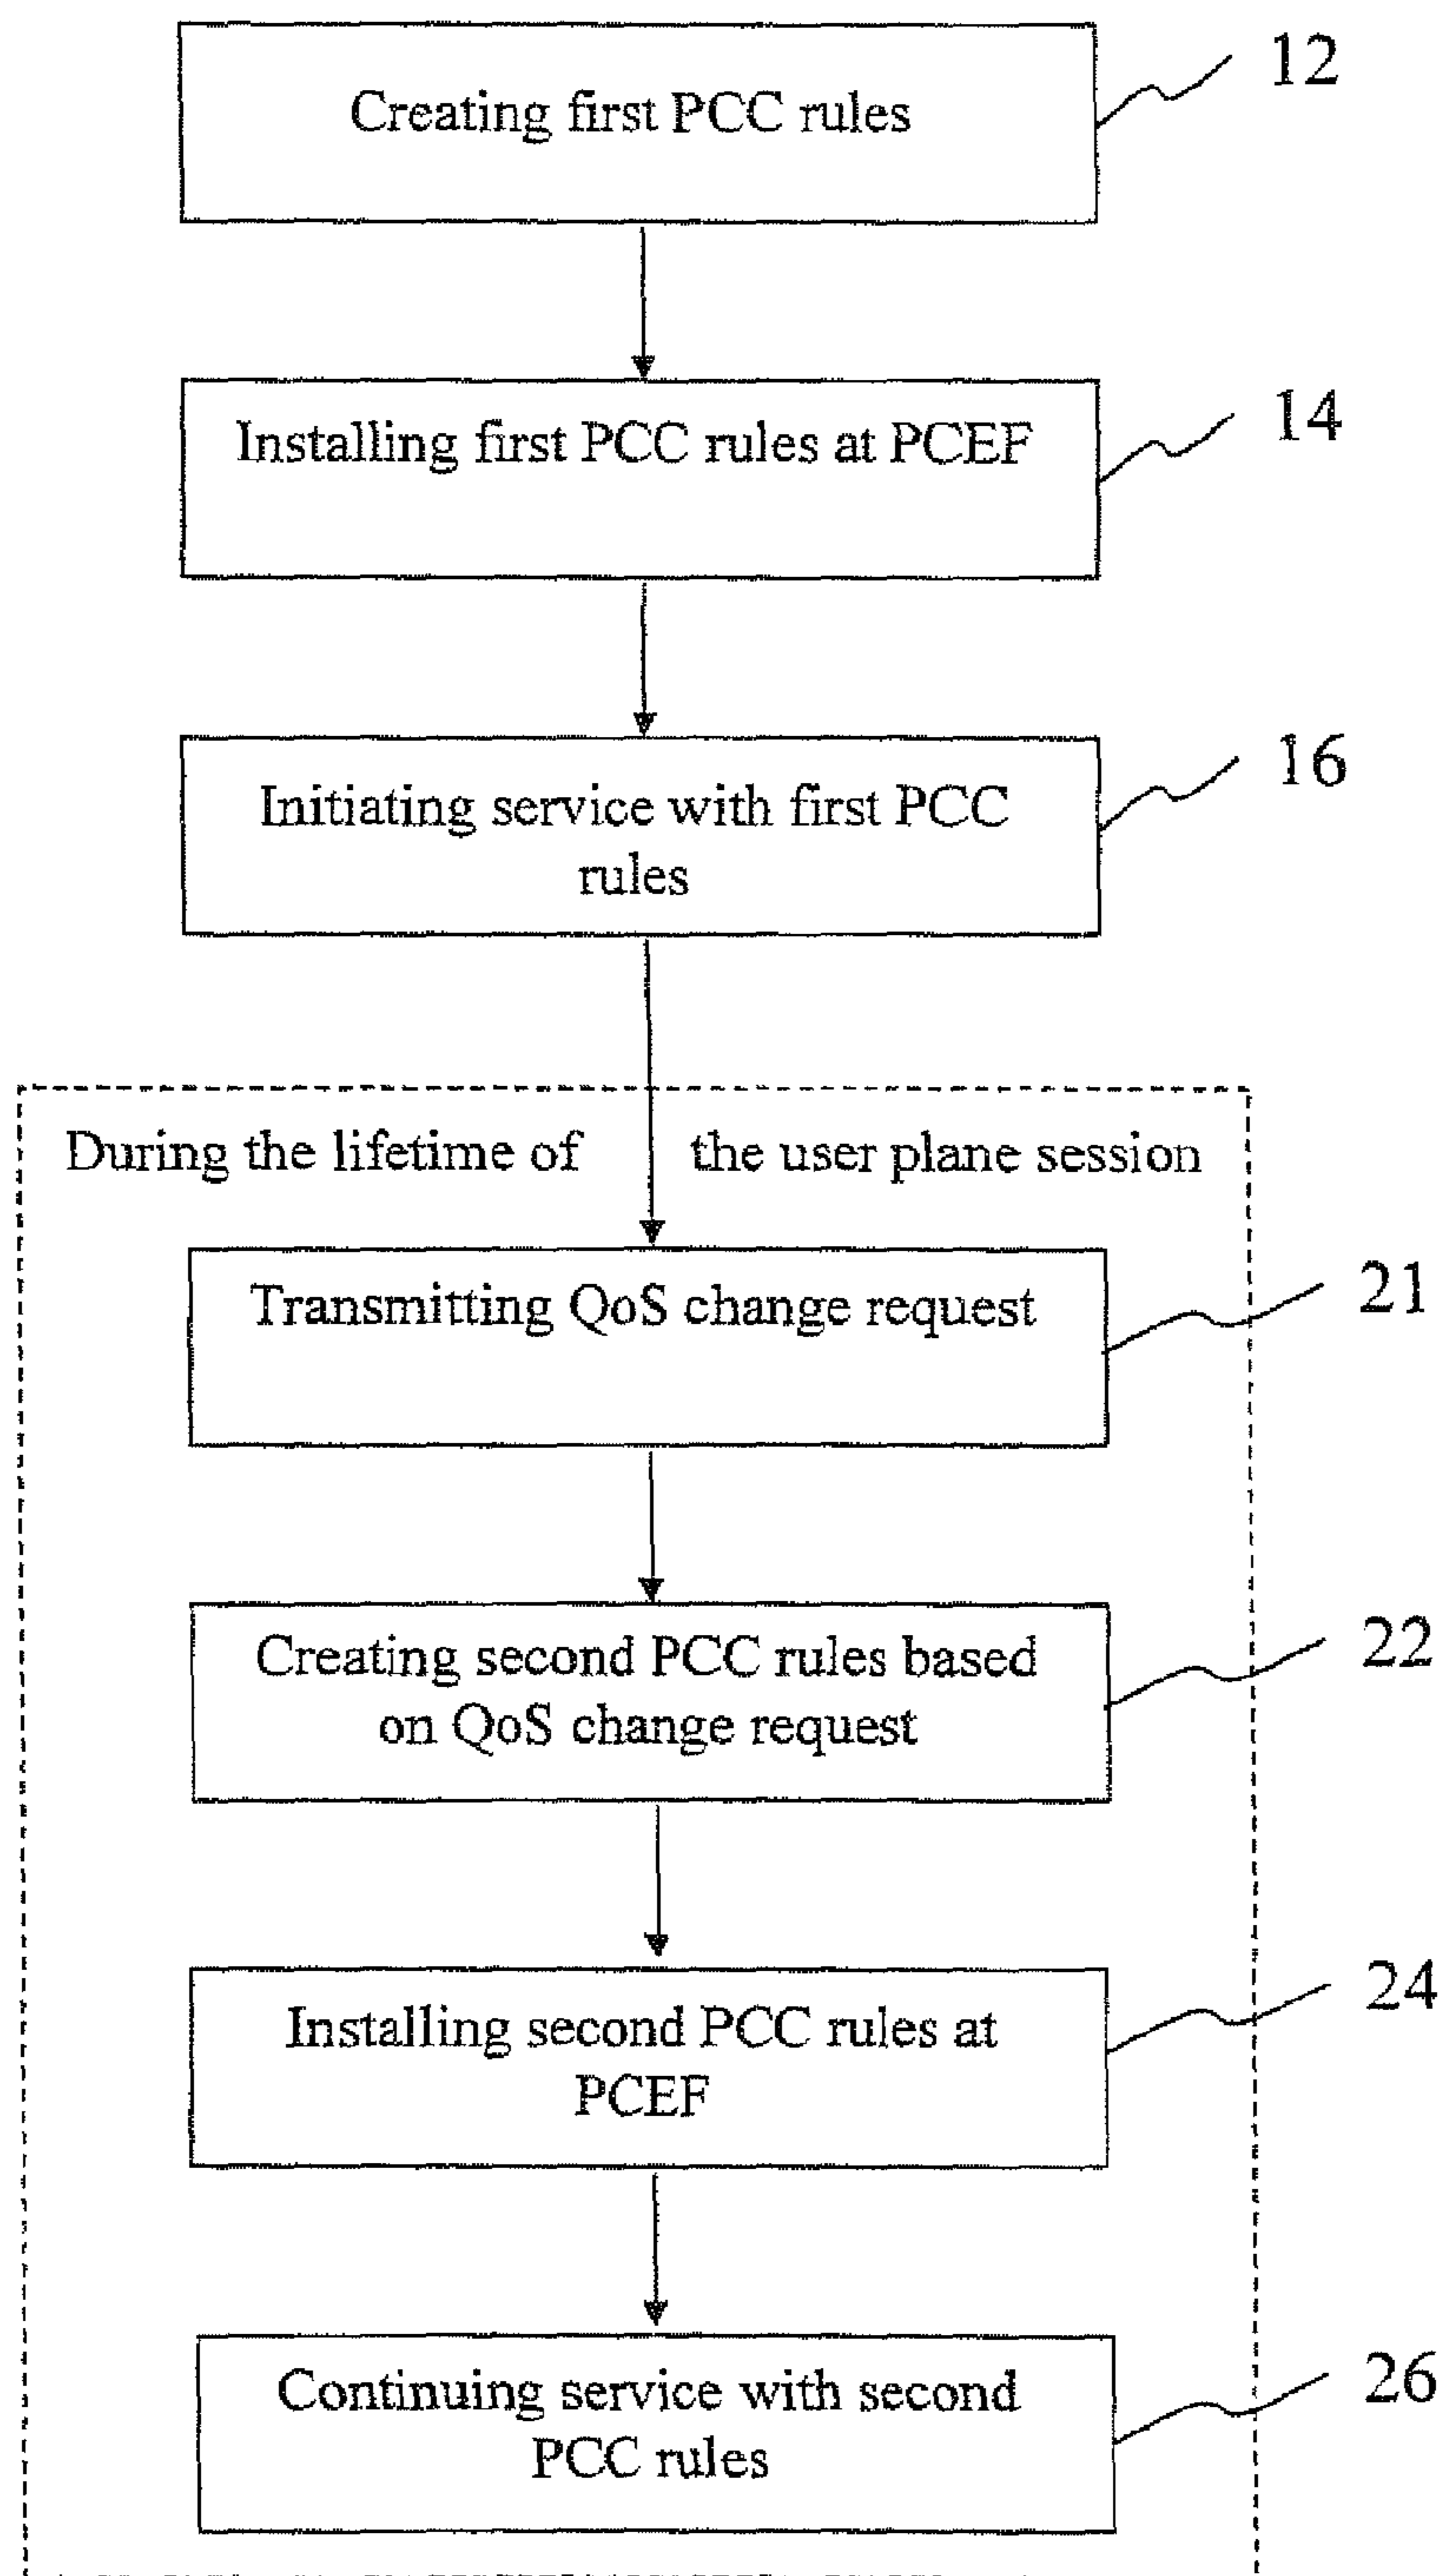 Creating first PCC rules
12
Installing first PCC rules at PCEF
14
Initiating service with first PCC
rules
16
During the lifetime of the user plane session
Transmitting QoS change request
21
Creating second PCC rules based
on QoS change request
22
Installing second PCC rules at
PCEF
24
Continuing service with second
PCC rules
26